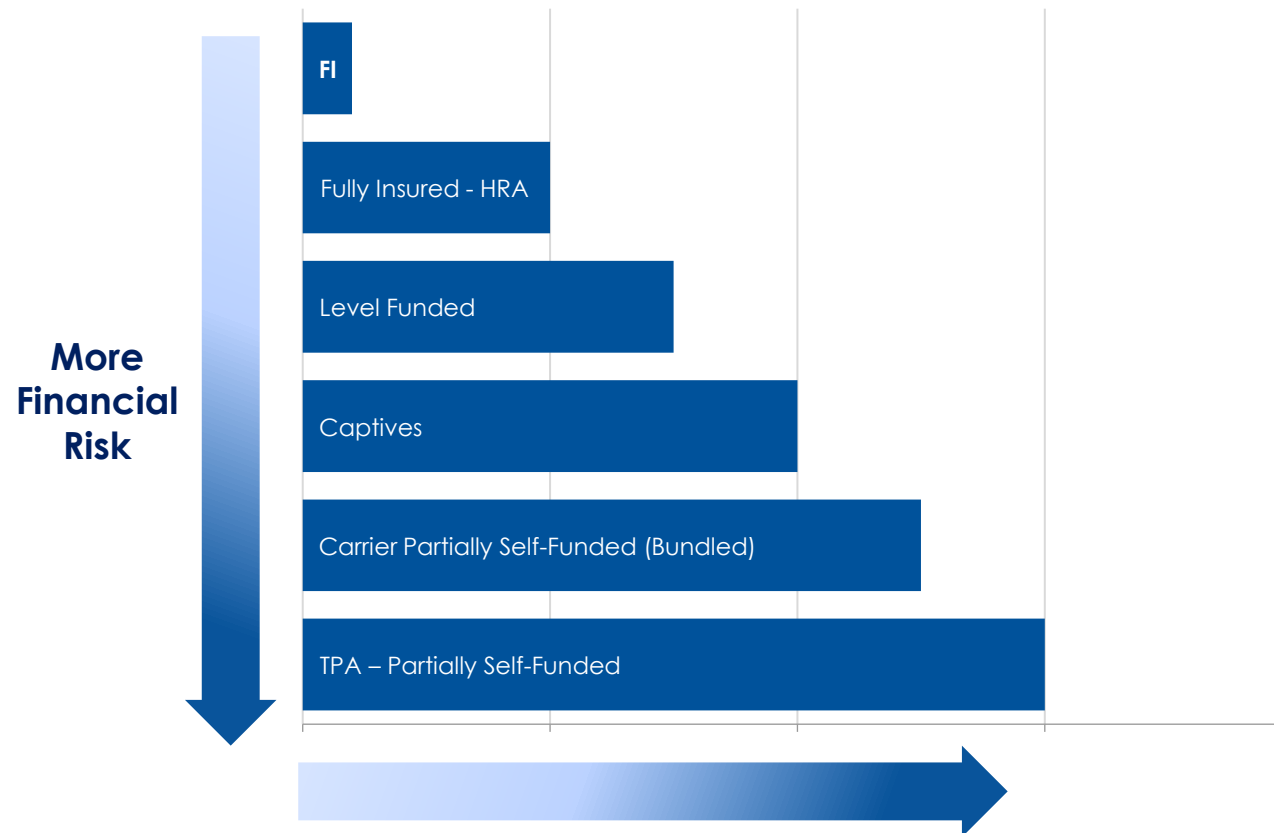 FI
Fully Insured - HRA
Level Funded
More
Financial
Risk
Captives
Carrier Partially Self-Funded (Bundled)
TPA – Partially Self-Funded